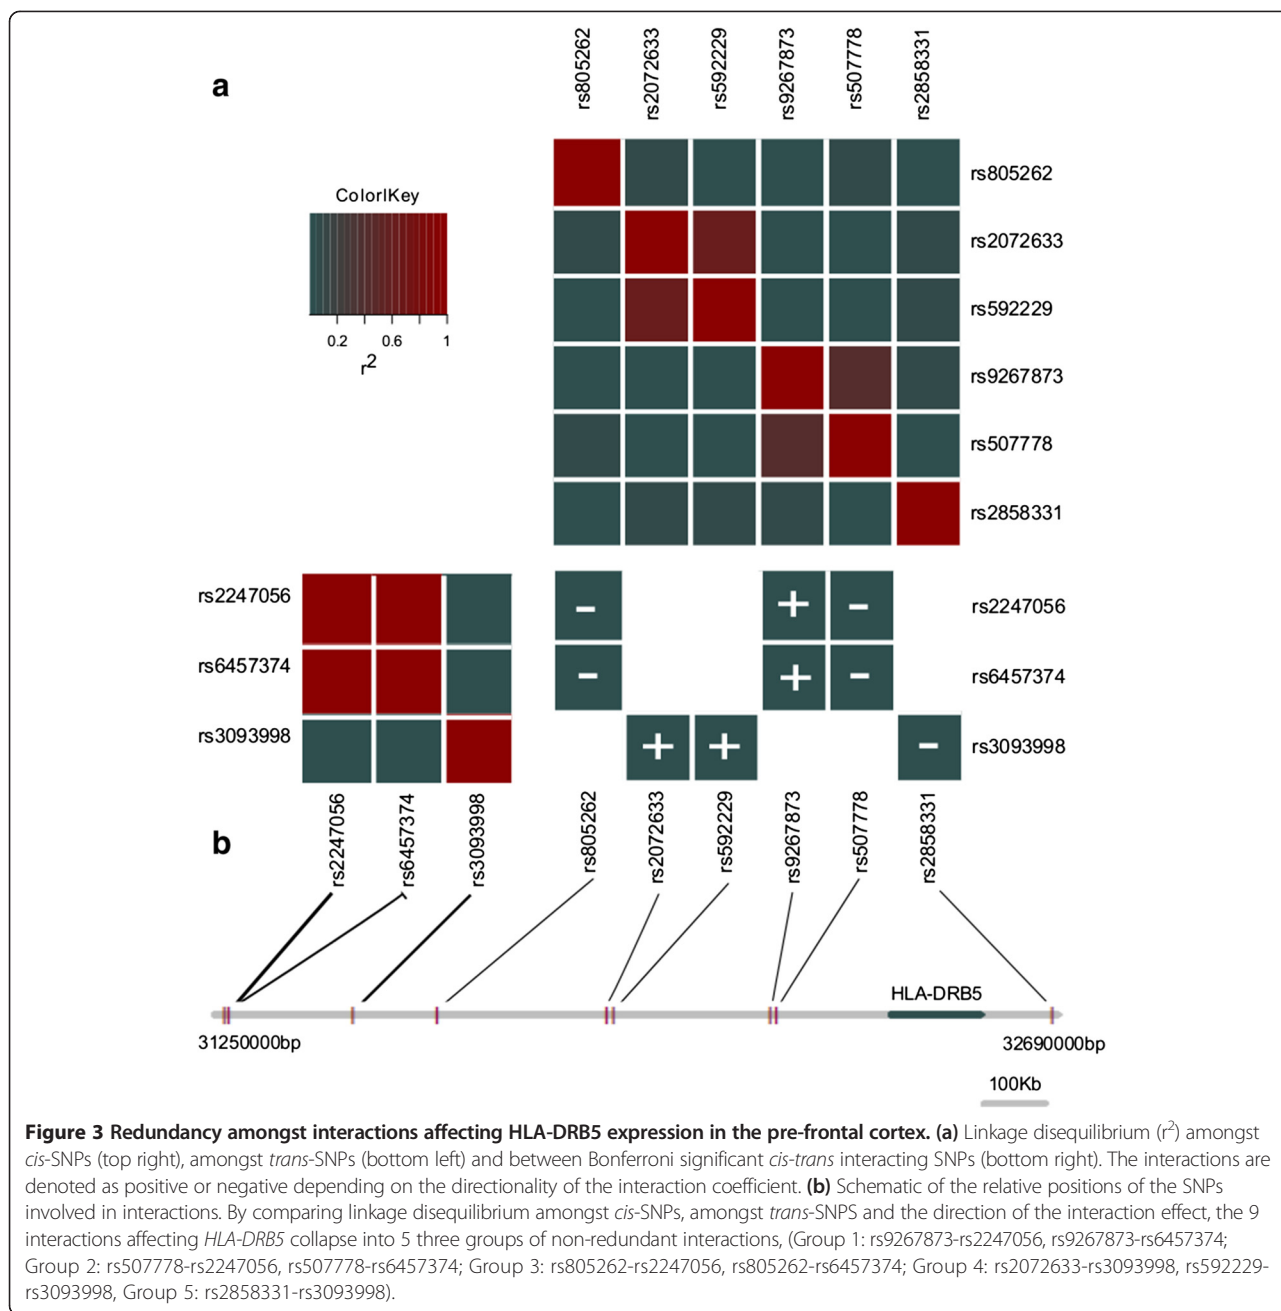 a
rs805262
rs2072633
rs592229
rs9267873
rs507778
rs2858331
ColorlKey
0.2 0.6 1
r2
rs805262
rs2072633
rs592229
rs9267873
rs507778
rs2858331
rs2247056
rs6457374
rs3093998
- + -
- + -
+ + -
rs2247056
rs6457374
rs3093998
b
rs2247056
rs6457374
rs3093998
rs805262
rs2072633
rs592229
rs9267873
rs507778
rs2858331
HLA-DRB5
31250000bp
32690000bp
100Kb
Figure 3 Redundancy amongst interactions affecting HLA-DRB5 expression in the pre-frontal cortex. (a) Linkage disequilibrium (r2) amongst
cis-SNPs (top right), amongst trans-SNPs (bottom left) and between Bonferroni significant cis-trans interacting SNPs (bottom right). The interactions are
denoted as positive or negative depending on the directionality of the interaction coefficient. (b) Schematic of the relative positions of the SNPs
involved in interactions. By comparing linkage disequilibrium amongst cis-SNPs, amongst trans-SNPS and the direction of the interaction effect, the 9
interactions affecting HLA-DRB5 collapse into 5 three groups of non-redundant interactions, (Group 1: rs9267873-rs2247056, rs9267873-rs6457374;
Group 2: rs507778-rs2247056, rs507778-rs6457374; Group 3: rs805262-rs2247056, rs805262-rs6457374; Group 4: rs2072633-rs3093998, rs592229-
rs3093998, Group 5: rs2858331-rs3093998).